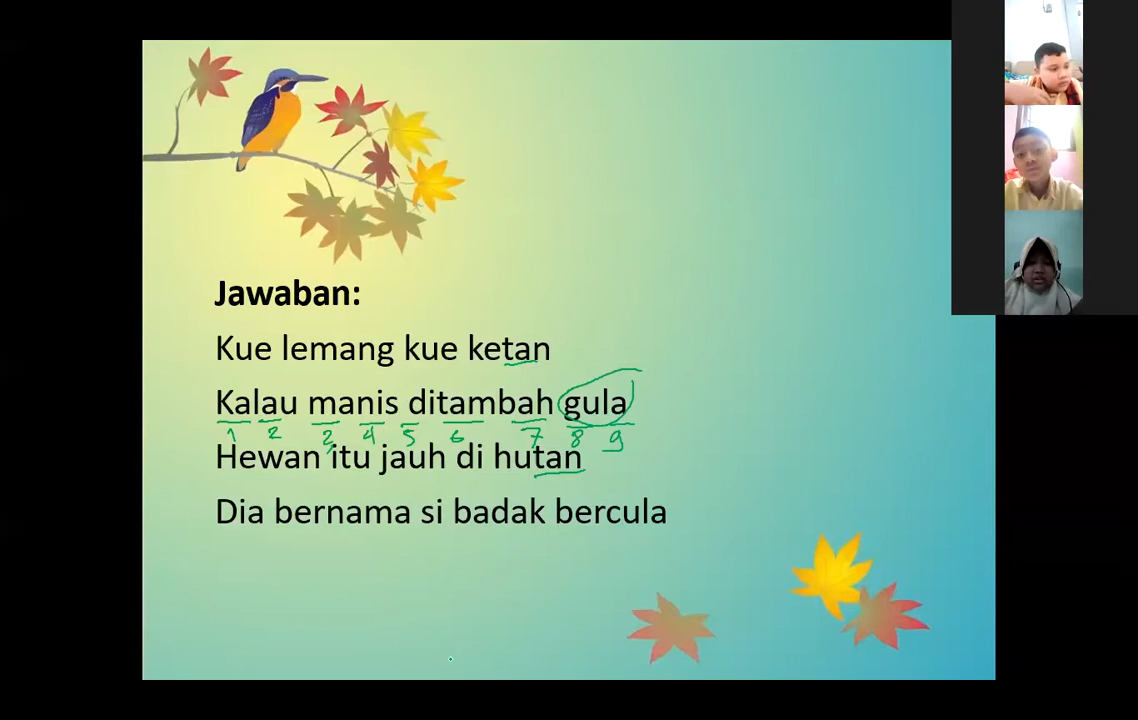 Jawaban:
Kue lemang kue ketan
Kalau manis ditambah gula
1 2 3 4 5 6 7 8 9
Hewan itu jauh di hutan
Dia bernama si badak bercula